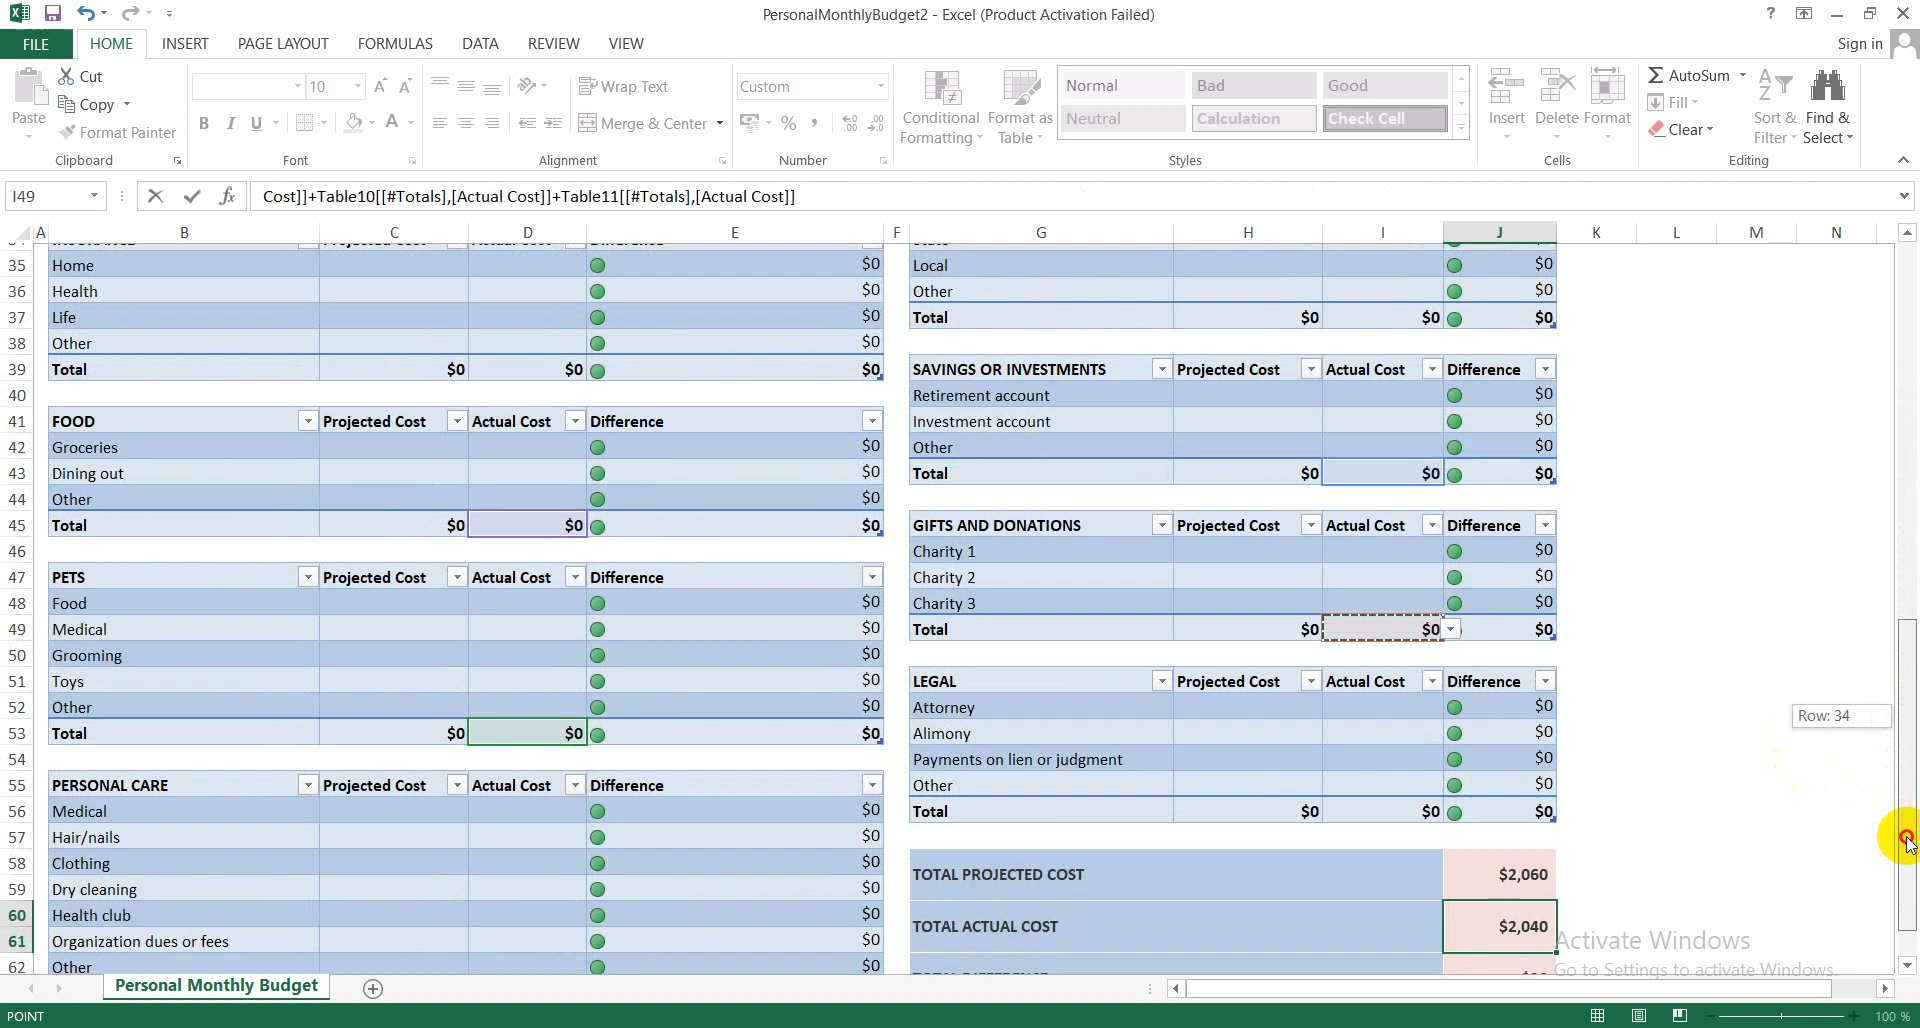 PersonalMonthlyBudget2 - Excel (Product Activation Failed)
?
FILE HOME INSERT PAGE LAYOUT FORMULAS DATA REVIEW VIEW Sign in
Paste Cut Copy Format Painter Clipboard
10 B I U A Font
Wrap Text Merge & Center Alignment
Custom % , Number
Conditional Formatting Format as Table
Normal Bad Good
Neutral Calculation Check Cell
Styles
Insert Delete Format Cells
AutoSum Fill Clear Sort & Filter Find & Select Editing
I49 fx Cost]]+Table10[[#Totals],[Actual Cost]]+Table11[[#Totals],[Actual Cost]]
A B C D E F G H I J K L M N
35 Home $0 Local $0
36 Health $0 Other $0
37 Life $0 Total $0 $0 $0
38 Other $0
39 Total $0 $0 $0 SAVINGS OR INVESTMENTS Projected Cost Actual Cost Difference
40 Retirement account $0
41 FOOD Projected Cost Actual Cost Difference Investment account $0
42 Groceries $0 Other $0
43 Dining out $0 Total $0 $0 $0
44 Other $0
45 Total $0 $0 $0 GIFTS AND DONATIONS Projected Cost Actual Cost Difference
46 Charity 1 $0
47 PETS Projected Cost Actual Cost Difference Charity 2 $0
48 Food $0 Charity 3 $0
49 Medical $0 Total $0 $0 $0
50 Grooming $0
51 Toys $0 LEGAL Projected Cost Actual Cost Difference
52 Other $0 Attorney $0
Row: 34
53 Total $0 $0 $0 Alimony $0
54 Payments on lien or judgment $0
55 PERSONAL CARE Projected Cost Actual Cost Difference Other $0
56 Medical $0 Total $0 $0 $0
57 Hair/nails $0
58 Clothing $0 TOTAL PROJECTED COST $2,060
59 Dry cleaning $0
60 Health club $0 TOTAL ACTUAL COST $2,040
61 Organization dues or fees $0
62 Other $0
Activate Windows
Go to Settings to activate Windows.
Personal Monthly Budget
POINT 100 %